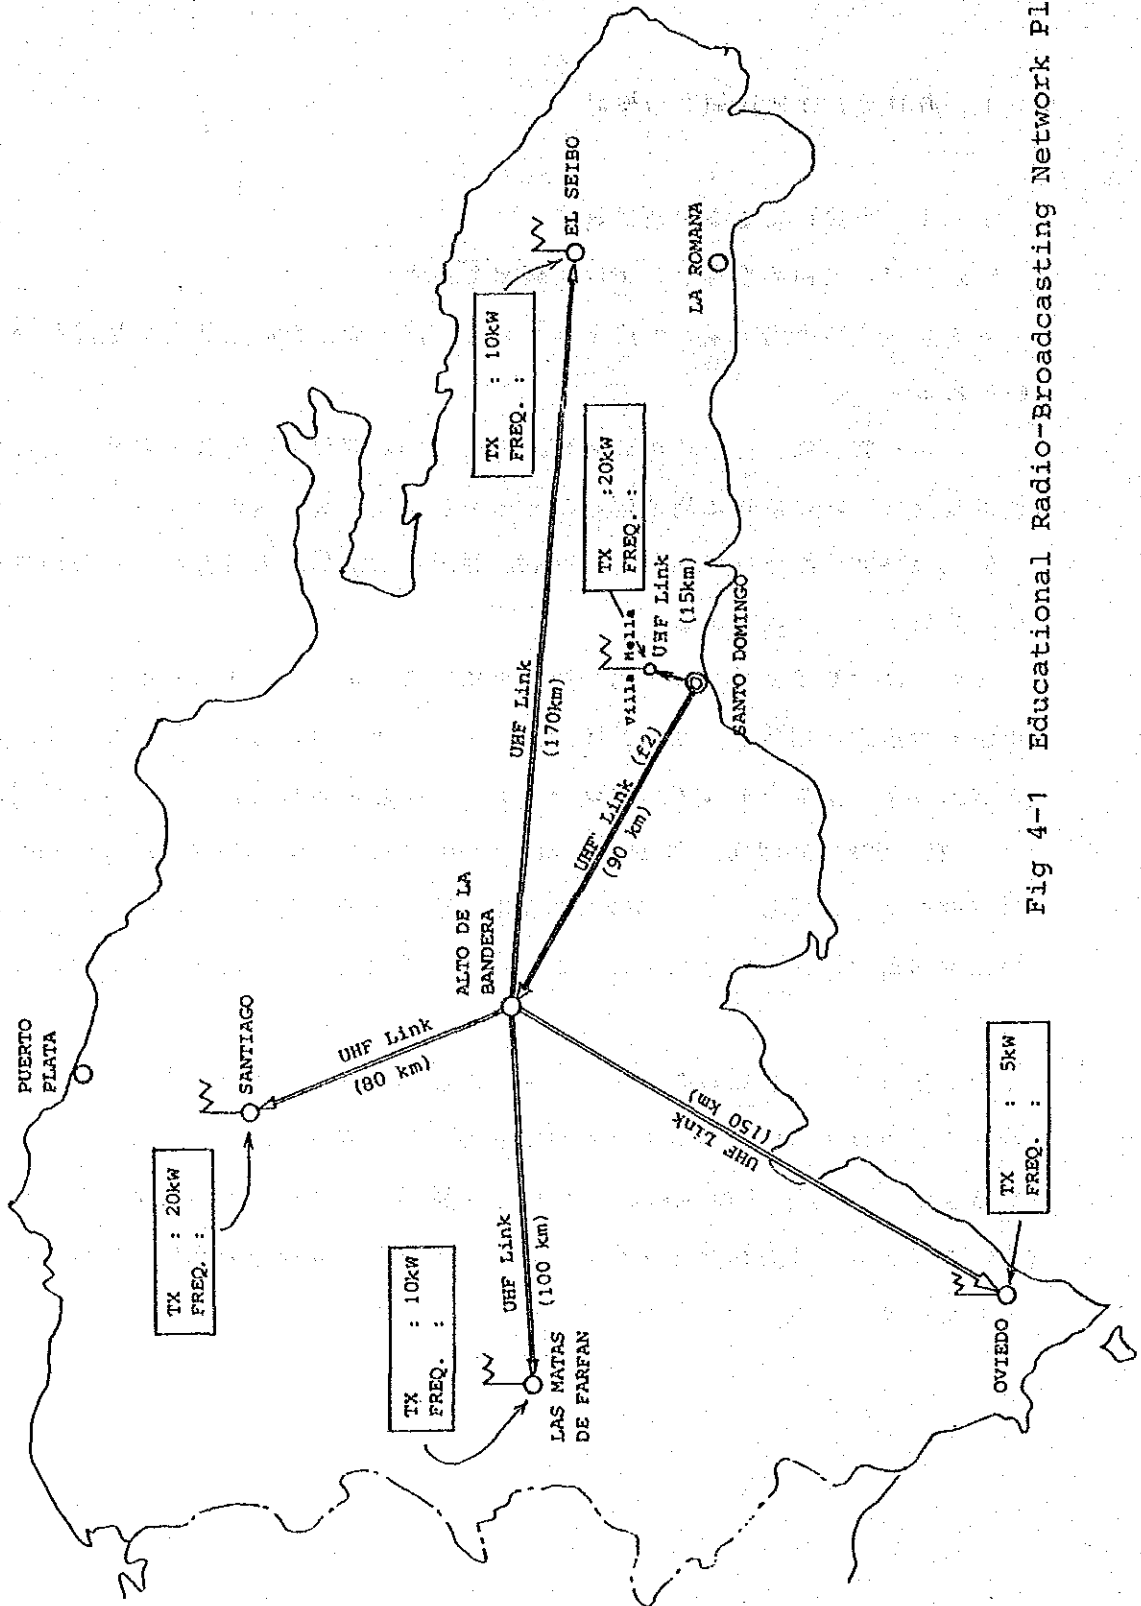 PUERTO
PLATA
TX : 20kW
FREQ. :
SANTIAGO
UHF Link
(80 km)
ALTO DE LA
BANDERA
TX : 10kW
FREQ. :
UHF Link
(100 km)
LAS MATAS
DE FARFAN
UHF Link
(170km)
TX : 10kW
FREQ. :
EL SEIBO
TX :20kW
FREQ. :
Villa Mella
UHF Link
(15km)
UHF Link (f2)
(90 km)
SANTO DOMINGO
LA ROMANA
UHF Link
(150 km)
TX : 5kW
FREQ. :
OVIEDO
Fig 4-1 Educational Radio-Broadcasting Network Pl